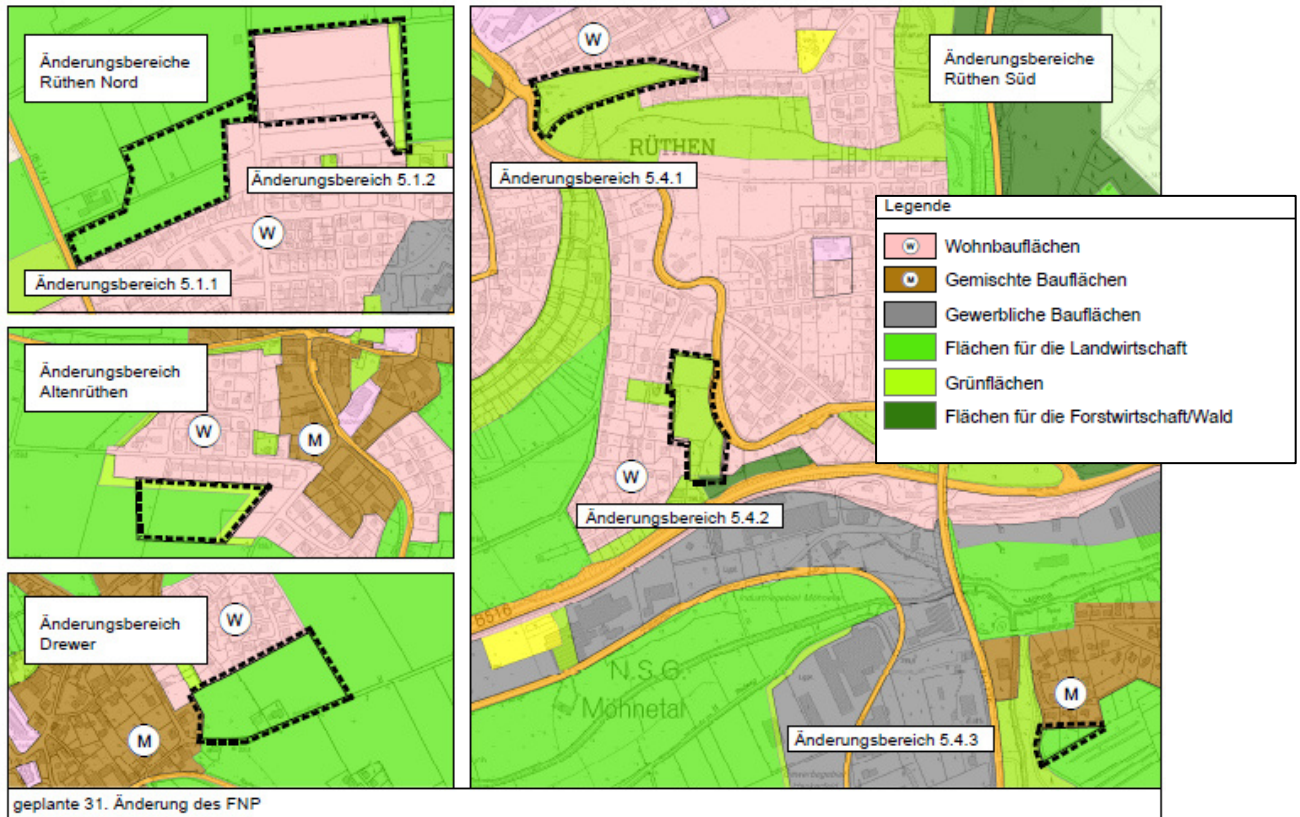 Änderungsbereiche
Rüthen Nord
Änderungsbereich 5.1.2
W
Änderungsbereich 5.1.1
Änderungsbereich
Altenrüthen
W
M
Änderungsbereich
Drewer
W
M
W
Änderungsbereiche
Rüthen Süd
RÜTHEN
Änderungsbereich 5.4.1
W
Änderungsbereich 5.4.2
N.S.G.
Möhnetal
Änderungsbereich 5.4.3
M
Legende
W Wohnbauflächen
M Gemischte Bauflächen
Gewerbliche Bauflächen
Flächen für die Landwirtschaft
Grünflächen
Flächen für die Forstwirtschaft/Wald
geplante 31. Änderung des FNP